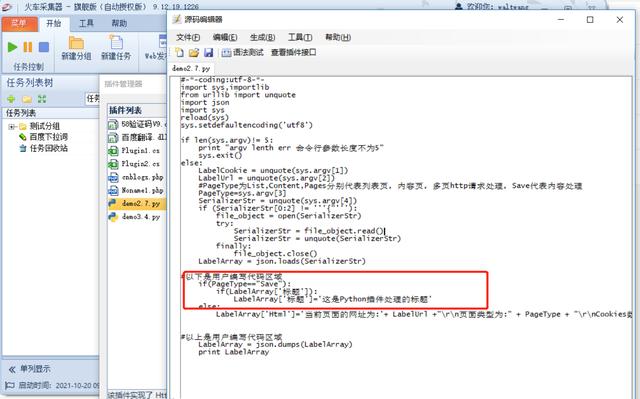 火车采集器 - 旗舰版（自动授权版） 9.12.19.1226
欢迎您：waltwang
菜单
开始
工具
帮助
新建分组
新建任务
Web发
任务控制
任务列表树
任务列表
测试分组
百度下拉词
任务回收站
单列显示
启动时间：2021-10-20 09
插件管理器
插件列表
58验证码V9.c
百度翻译.dll
Plugin1.cs
Plugin2.cs
cnblogs.php
Noname1.php
demo2.7.py
demo3.4.py
该插件实现了 H
源码编辑器
文件(F)
编辑(E)
生成(B)
工具(T)
帮助(H)
语法测试
查看插件接口
demo2.7.py
#-*-coding:utf-8-*-
import sys,importlib
from urllib import unquote
import json
import sys
reload(sys)
sys.setdefaultencoding('utf8')
if len(sys.argv)!= 5:
print "argv lenth err 命令行参数长度不为5"
sys.exit()
else:
LabelCookie = unquote(sys.argv[1])
LabelUrl = unquote(sys.argv[2])
#PageType为List,Content,Pages分别代表列表页，内容页，多页http请求处理，Save代表内容处理
PageType=sys.argv[3]
SerializerStr = unquote(sys.argv[4])
if (SerializerStr[0:2] != '''{"'''):
file_object = open(SerializerStr)
try:
SerializerStr = file_object.read()
SerializerStr = unquote(SerializerStr)
finally:
file_object.close()
LabelArray = json.loads(SerializerStr)
#以下是用户编写代码区域
if(PageType=="Save"):
if(LabelArray['标题']):
LabelArray['标题']='这是Python插件处理的标题'
else:
LabelArray['Html']='当前页面的网址为:'+ LabelUrl +"\r\n页面类型为:" + PageType + "\r\nCookies数
#以上是用户编写代码区域
LabelArray = json.dumps(LabelArray)
print LabelArray